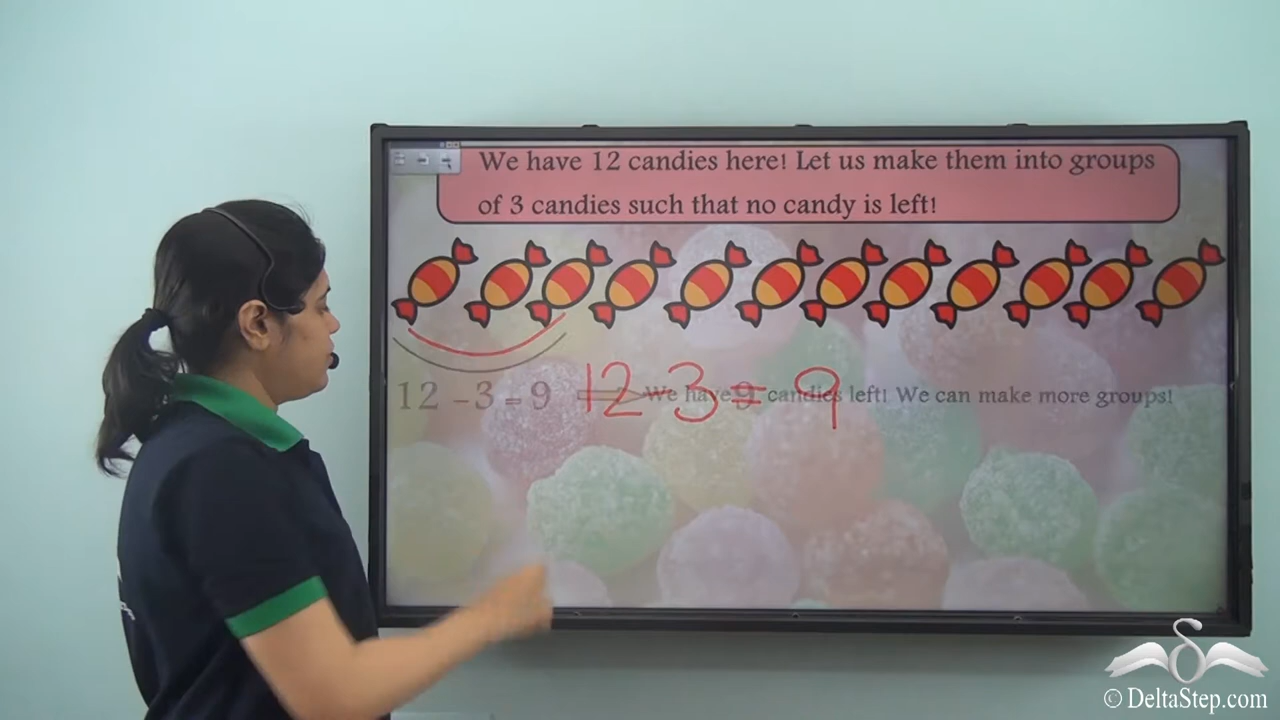 We have 12 candies here! Let us make them into groups
of 3 candies such that no candy is left!
12 - 3 = 9 We have 9 candies left! We can make more groups!
12 - 3 = 9
© DeltaStep.com